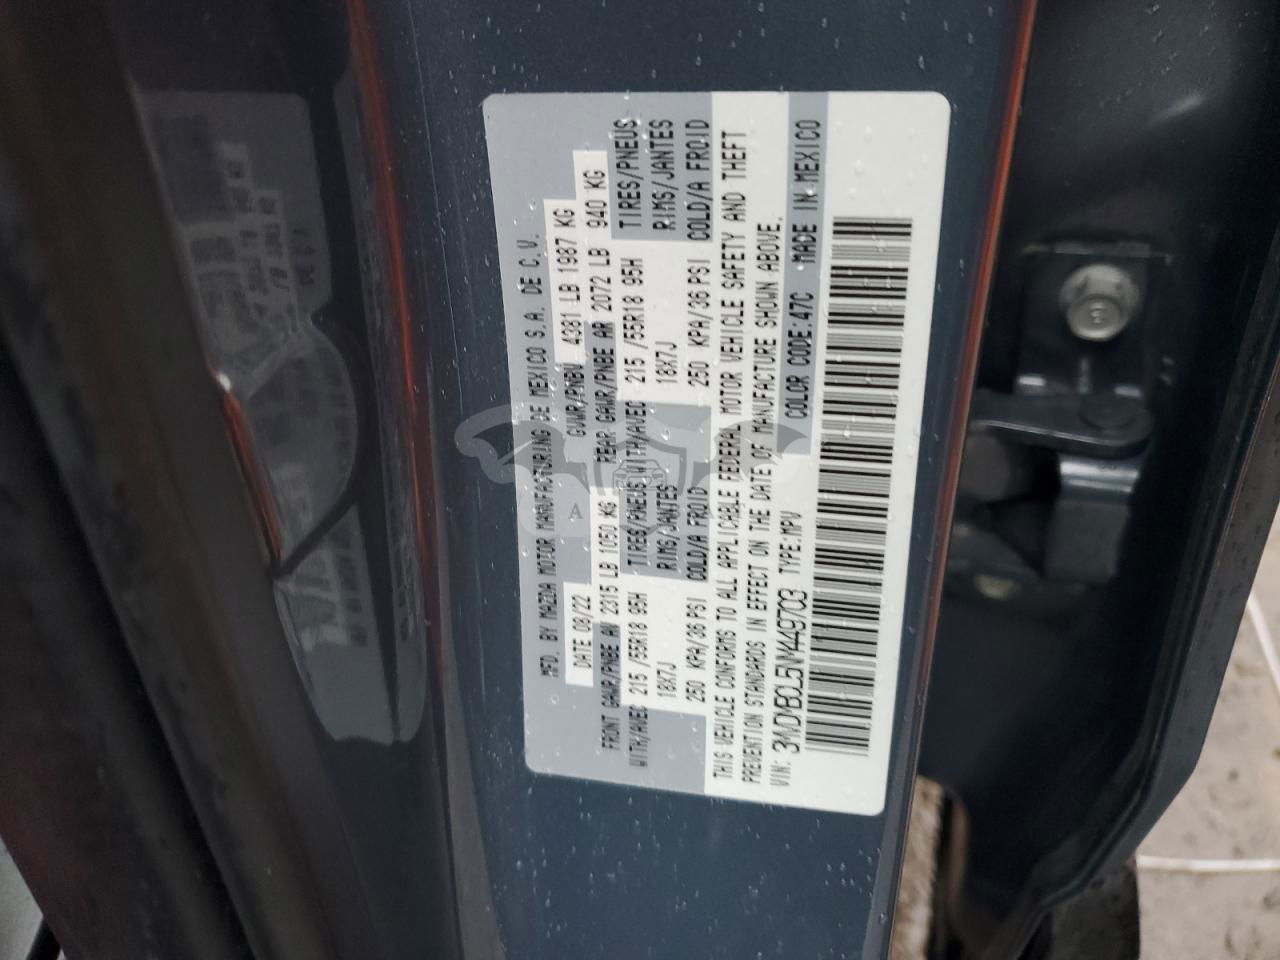 MFD. BY MAZDA MOTOR MANUFACTURING DE MEXICO S.A. DE C.V.
DATE 08/22 GVWR/PNBV 4381 LB 1987 KG
FRONT GAWR/PNBE AV 2315 LB 1050 KG REAR GAWR/PNBE AR 2072 LB 940 KG
WITH/AVEC 215 /55R18 95H TIRES/PNEUS WITH/AVEC 215 /55R18 95H TIRES/PNEUS
18X7J RIMS/JANTES 18X7J RIMS/JANTES
250 KPA/36 PSI COLD/A FROID 250 KPA/36 PSI COLD/A FROID
THIS VEHICLE CONFORMS TO ALL APPLICABLE FEDERAL MOTOR VEHICLE SAFETY AND THEFT
PREVENTION STANDARDS IN EFFECT ON THE DATE OF MANUFACTURE SHOWN ABOVE.
VIN: 3MVDMBCL5NM449703 TYPE:MPV COLOR CODE:47C MADE IN MEXICO